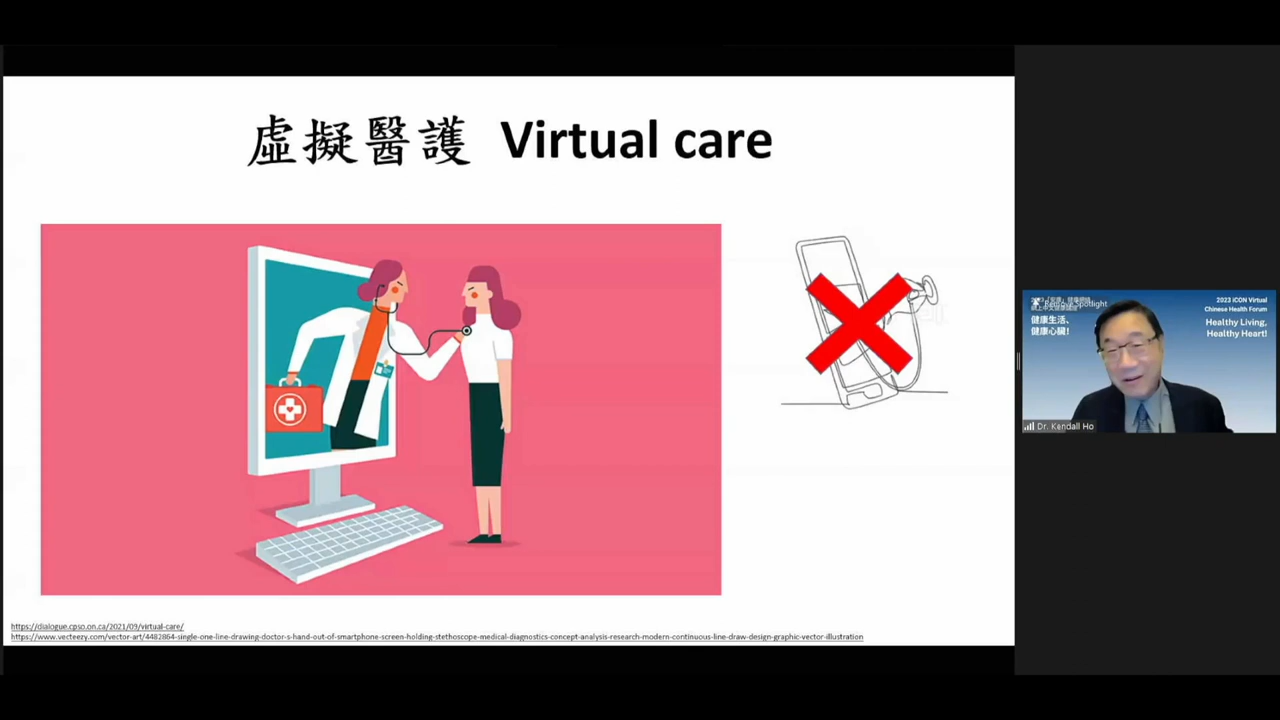 虛擬醫護 Virtual care
https://dialogue.cpso.on.ca/2021/09/virtual-care/
https://www.vecteezy.com/vector-art/4482864-single-one-line-drawing-doctor-s-hand-out-of-smartphone-screen-holding-stethoscope-medical-diagnostics-concept-analysis-research-modern-continuous-line-draw-design-graphic-vector-illustration
Remove Spotlight
健康生活、
健康心臟!
2023 iCON Virtual
Chinese Health Forum
Healthy Living,
Healthy Heart!
Dr. Kendall Ho